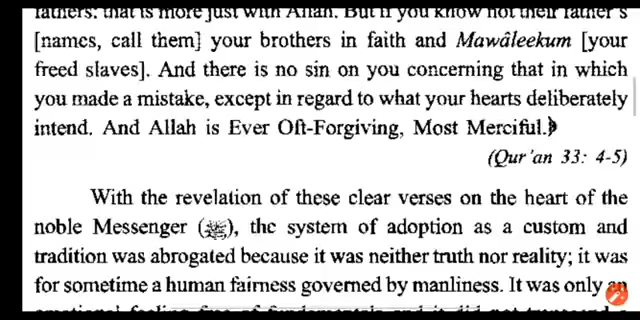 fathers: that is more just with Allah. But if you know not their father's
[names, call them] your brothers in faith and Mawâleekum [your
freed slaves]. And there is no sin on you concerning that in which
you made a mistake, except in regard to what your hearts deliberately
intend. And Allah is Ever Oft-Forgiving, Most Merciful.﴾
(Qur'an 33: 4-5)
With the revelation of these clear verses on the heart of the
noble Messenger (ﷺ), the system of adoption as a custom and
tradition was abrogated because it was neither truth nor reality; it was
for sometime a human fairness governed by manliness. It was only an